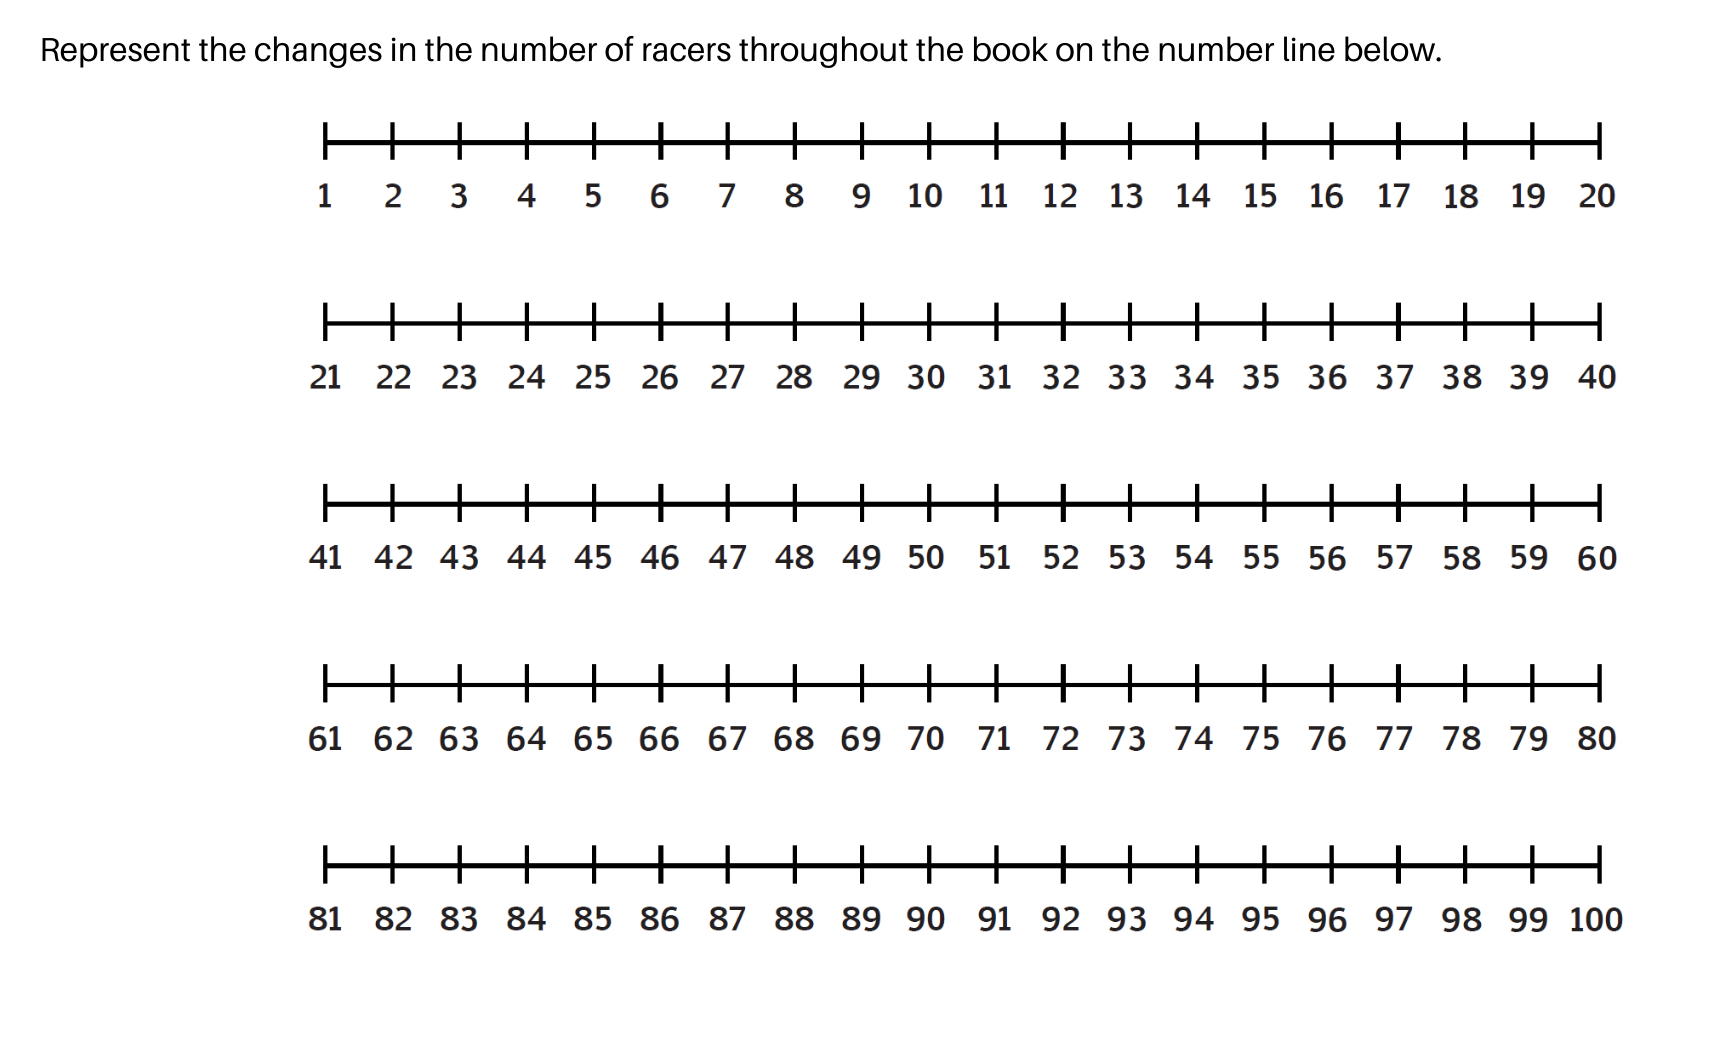 Represent the changes in the number of racers throughout the book on the number line below.
1 2 3 4 5 6 7 8 9 10 11 12 13 14 15 16 17 18 19 20
21 22 23 24 25 26 27 28 29 30 31 32 33 34 35 36 37 38 39 40
41 42 43 44 45 46 47 48 49 50 51 52 53 54 55 56 57 58 59 60
61 62 63 64 65 66 67 68 69 70 71 72 73 74 75 76 77 78 79 80
81 82 83 84 85 86 87 88 89 90 91 92 93 94 95 96 97 98 99 100